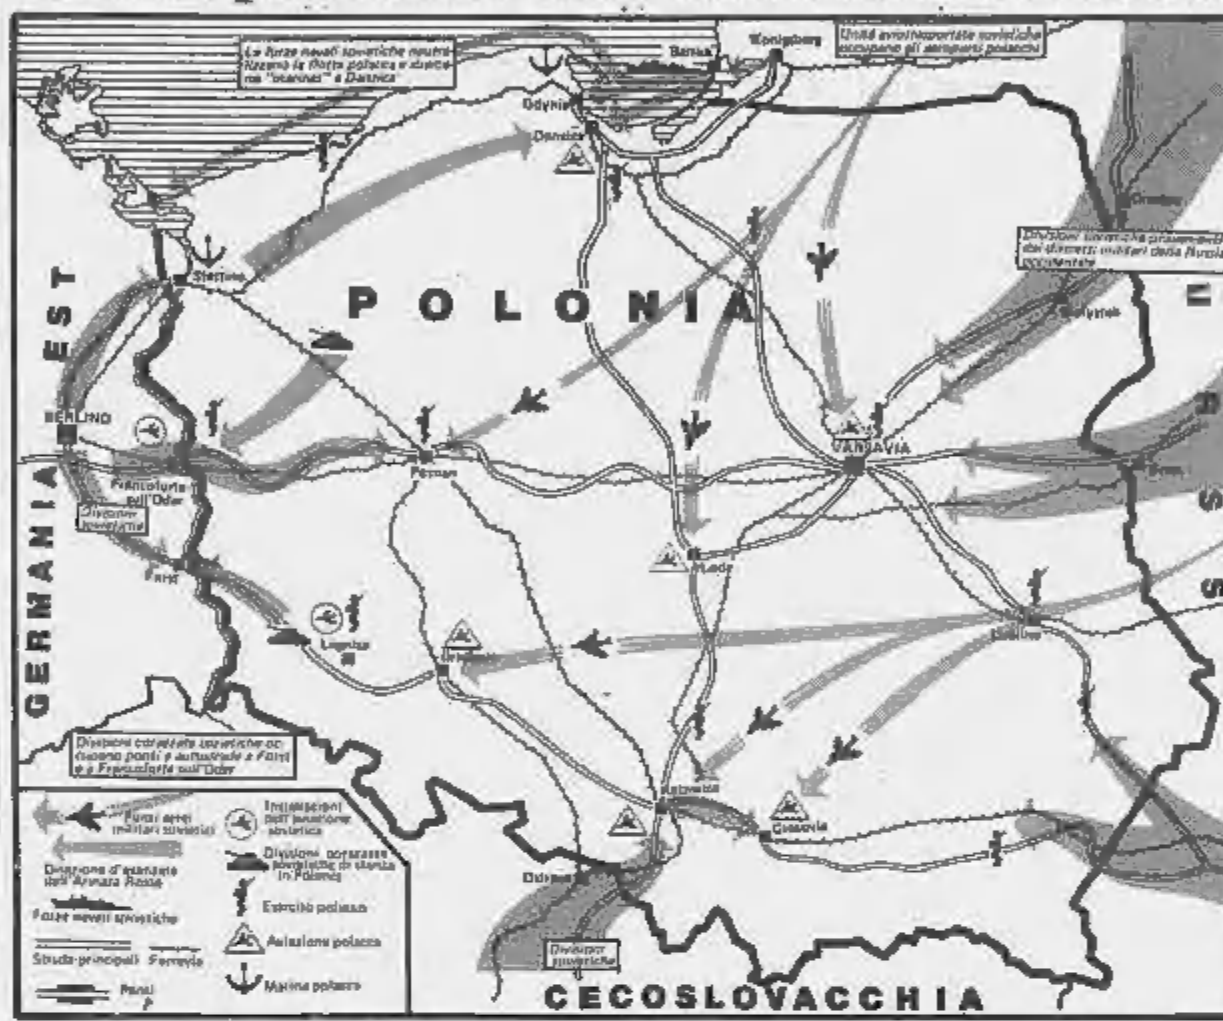 Le forze navali sovietiche neutra-
lizzano la flotta polacca e sbarca-
no "marines" a Danzica
Konigsberg
Unità aviotrasportate sovietiche
occupano gli aeroporti polacchi
Gdynia
Danzica
Divisioni sovietiche provenienti
dai distretti militari della Russia
occidentale
Stettino
POLONIA
GERMANIA EST
BERLINO
VARSAVIA
Poznan
Francoforte
sull'Oder
Divisioni
sovietiche
Forst
Legnica
Lublino
Divisioni corazzate sovietiche oc-
cupano ponti e autostrade a Forst
e a Francoforte sull'Oder
Katowice
Cracovia
Ostrava
Forze aeree
militari sovietiche
Direzione d'avanzata
dell'Armata Rossa
Forze navali sovietiche
Strade principali Ferrovie
Ponti
Installazioni
dell'aviazione
sovietica
Divisioni corazzate
sovietiche di stanza
in Polonia
Esercito polacco
Aviazione polacca
Marina polacca
Divisioni
sovietiche
CECOSLOVACCHIA
R
S
S